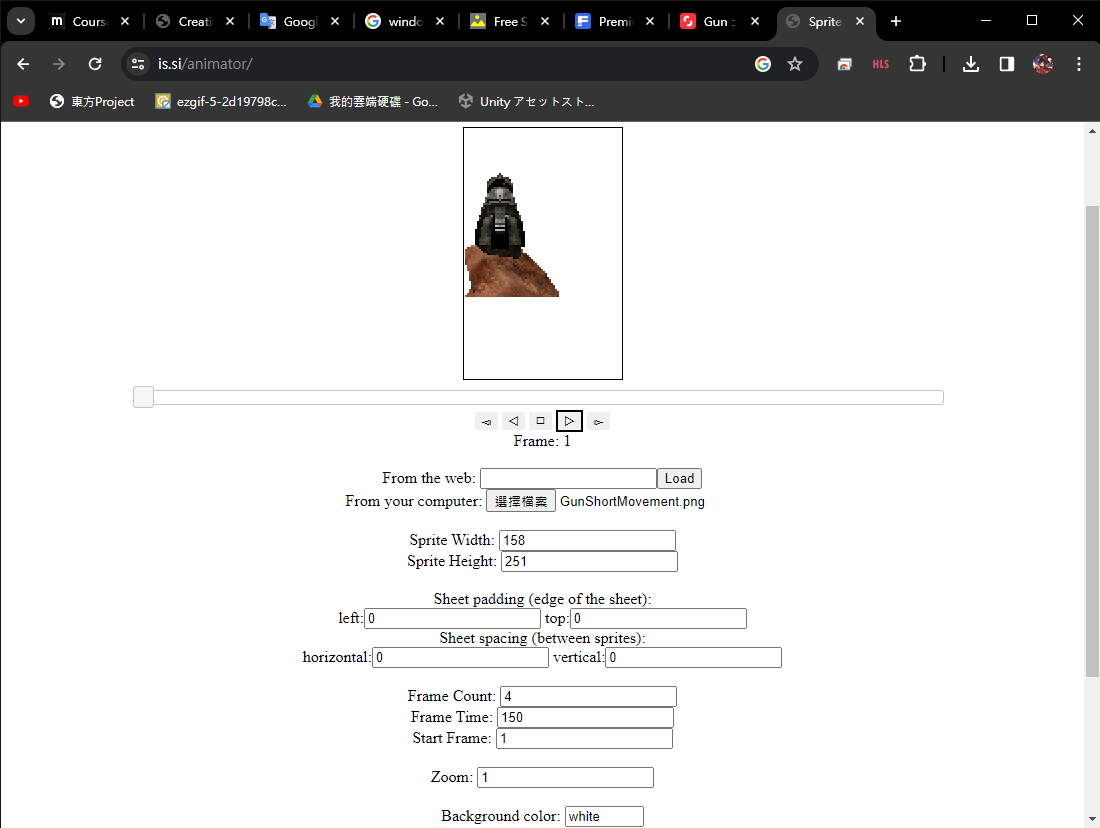 Cours
Creati
Googl
windo
Free S
Premi
Gun :
Sprite
is.si/animator/
HLS
東方Project
ezgif-5-2d19798c...
我的雲端硬碟 - Go...
Unity アセットスト...
Frame: 1
From the web: Load
From your computer: 選擇檔案 GunShortMovement.png
Sprite Width: 158
Sprite Height: 251
Sheet padding (edge of the sheet):
left: 0 top: 0
Sheet spacing (between sprites):
horizontal: 0 vertical: 0
Frame Count: 4
Frame Time: 150
Start Frame: 1
Zoom: 1
Background color: white